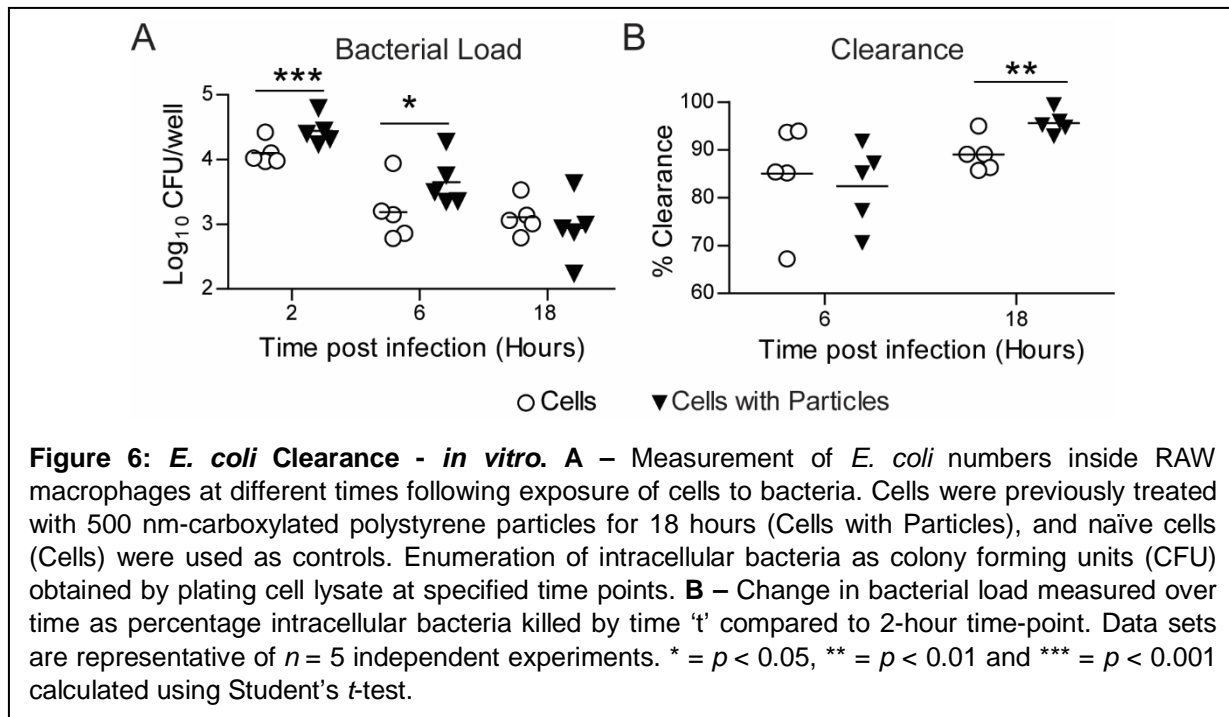 A
Bacterial Load
***
*
5
4
3
2
Log10 CFU/well
2
6
18
Time post infection (Hours)
B
Clearance
**
100
90
80
70
60
% Clearance
6
18
Time post infection (Hours)
Cells
Cells with Particles
Figure 6: E. coli Clearance - in vitro. A – Measurement of E. coli numbers inside RAW
macrophages at different times following exposure of cells to bacteria. Cells were previously treated
with 500 nm-carboxylated polystyrene particles for 18 hours (Cells with Particles), and naïve cells
(Cells) were used as controls. Enumeration of intracellular bacteria as colony forming units (CFU)
obtained by plating cell lysate at specified time points. B – Change in bacterial load measured over
time as percentage intracellular bacteria killed by time ‘t’ compared to 2-hour time-point. Data sets
are representative of n = 5 independent experiments. * = p < 0.05, ** = p < 0.01 and *** = p < 0.001
calculated using Student’s t-test.